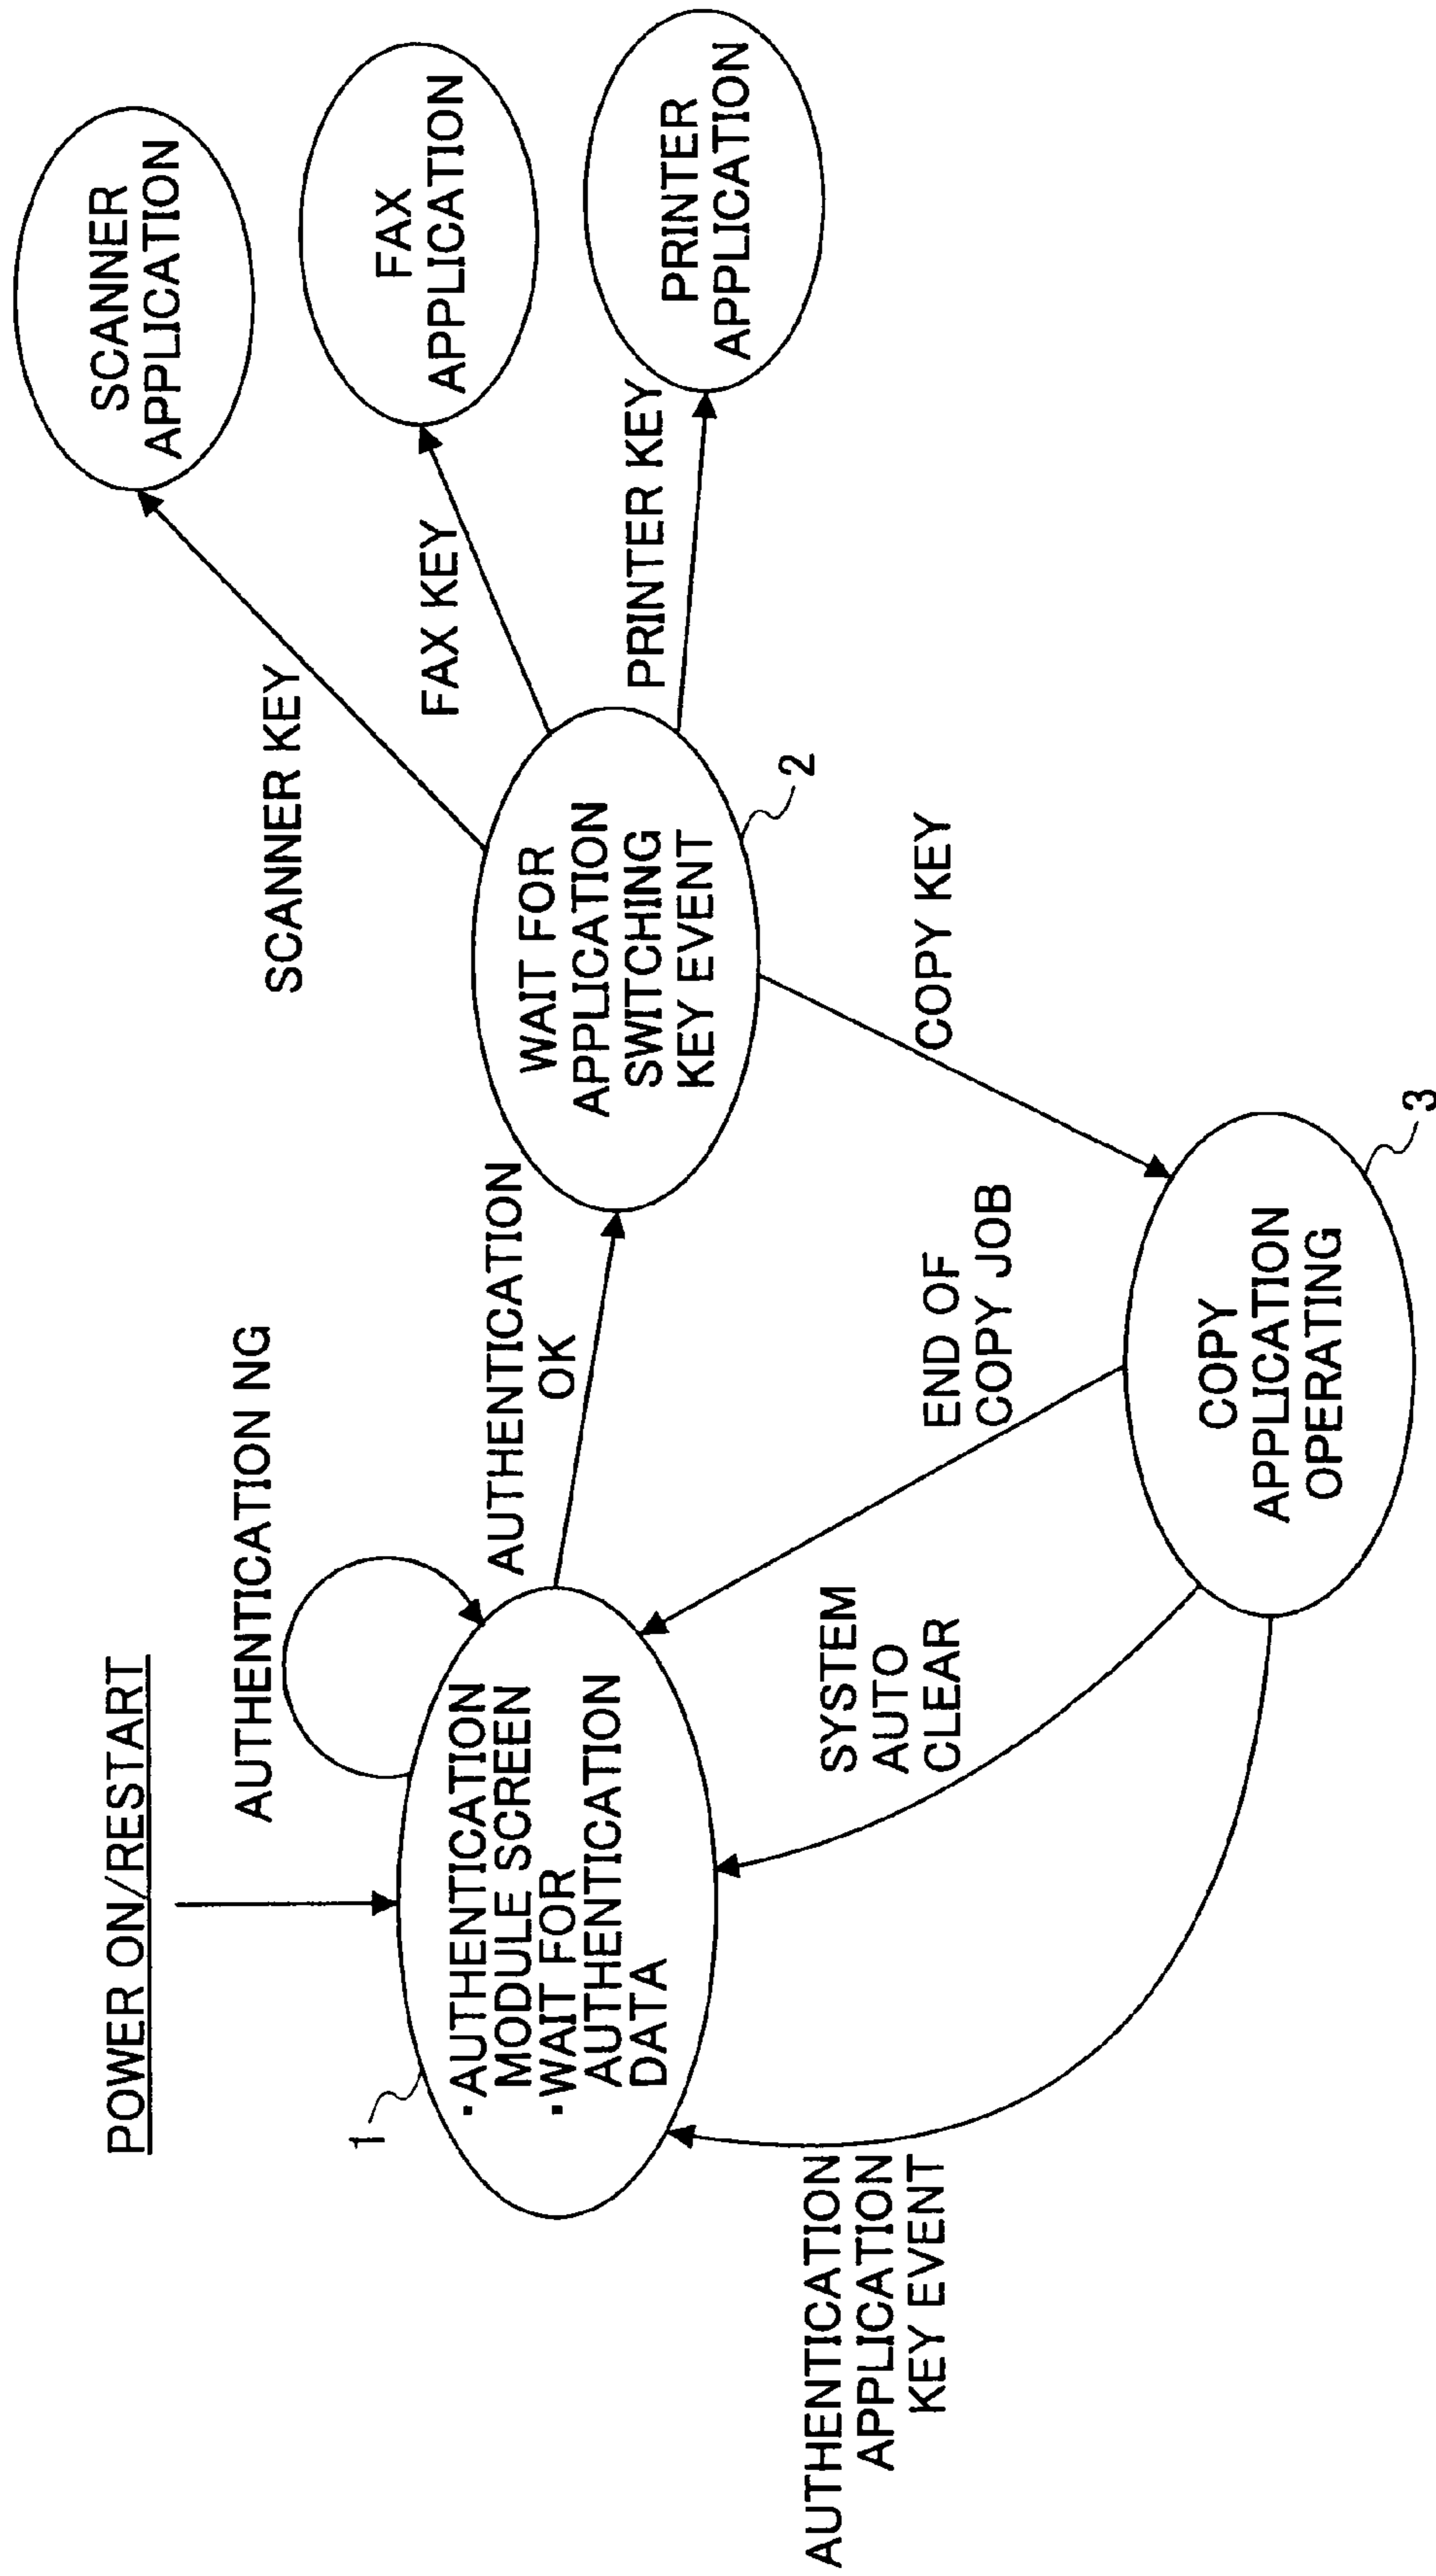 POWER ON/RESTART
AUTHENTICATION NG
1
·AUTHENTICATION
MODULE SCREEN
·WAIT FOR
AUTHENTICATION
DATA
AUTHENTICATION
OK
WAIT FOR
APPLICATION
SWITCHING
KEY EVENT
2
SCANNER KEY
SCANNER
APPLICATION
FAX KEY
FAX
APPLICATION
PRINTER KEY
PRINTER
APPLICATION
COPY KEY
END OF
COPY JOB
SYSTEM
AUTO
CLEAR
AUTHENTICATION
APPLICATION
KEY EVENT
COPY
APPLICATION
OPERATING
3